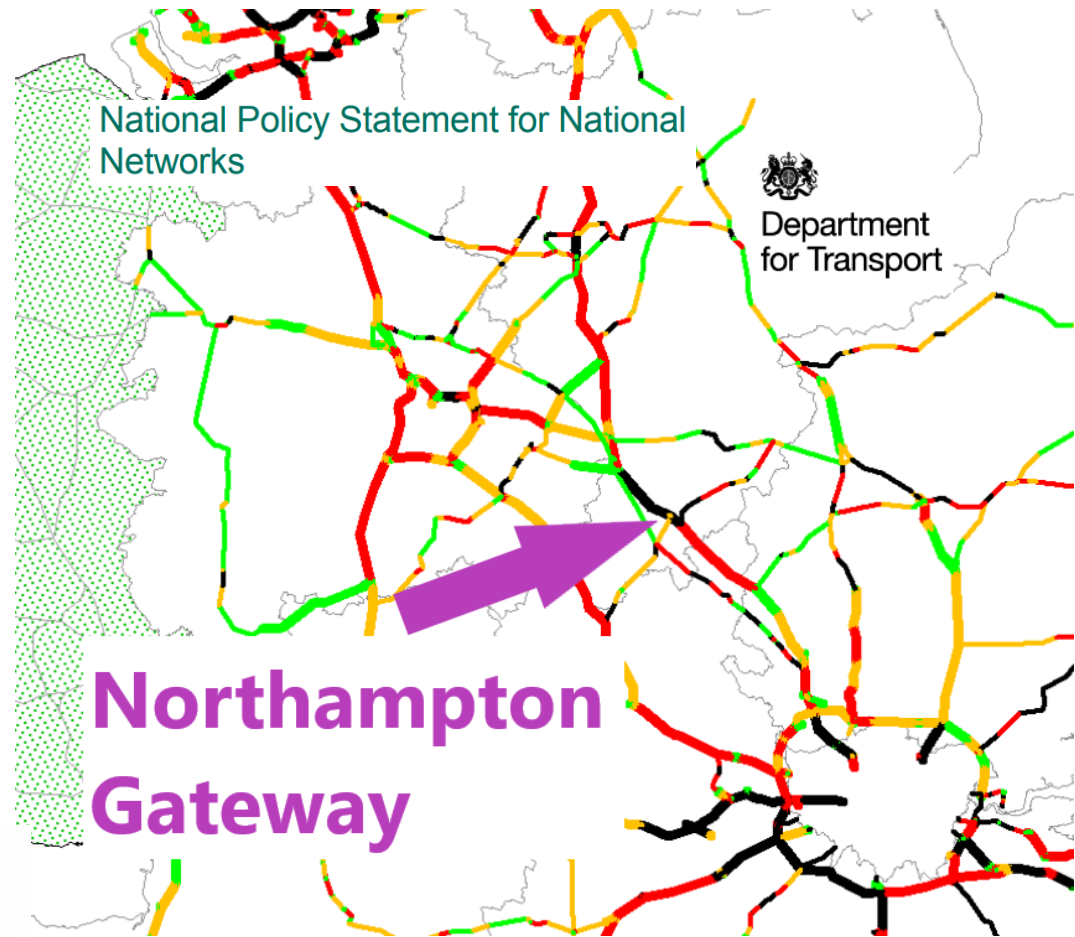 National Policy Statement for National
Networks
Department
for Transport
Northampton
Gateway